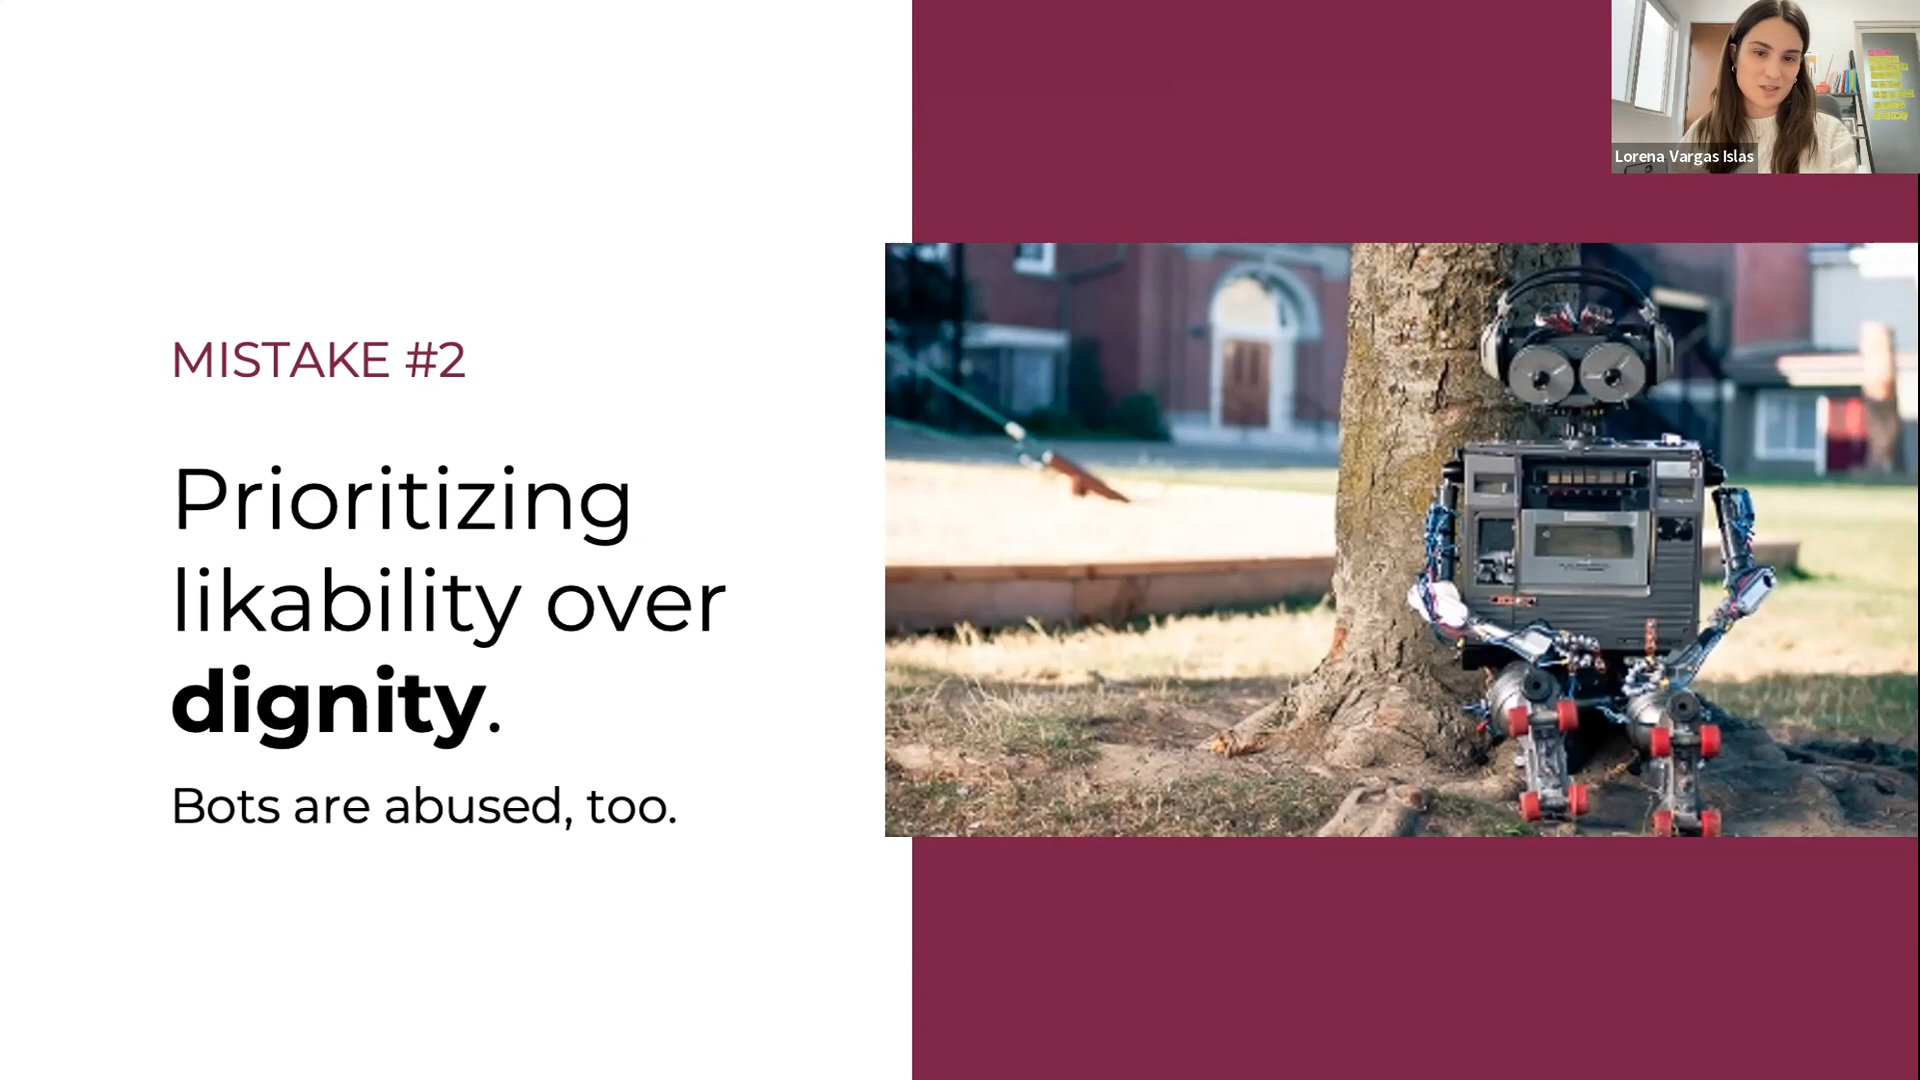 Lorena Vargas Islas
MISTAKE #2
Prioritizing
likability over
dignity.
Bots are abused, too.